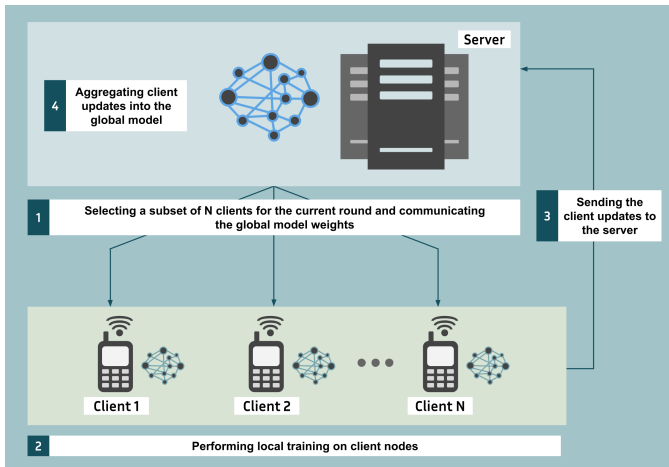 Server
4
Aggregating client
updates into the
global model
1
Selecting a subset of N clients for the current round and communicating
the global model weights
3
Sending the
client updates to
the server
Client 1
Client 2
Client N
2
Performing local training on client nodes